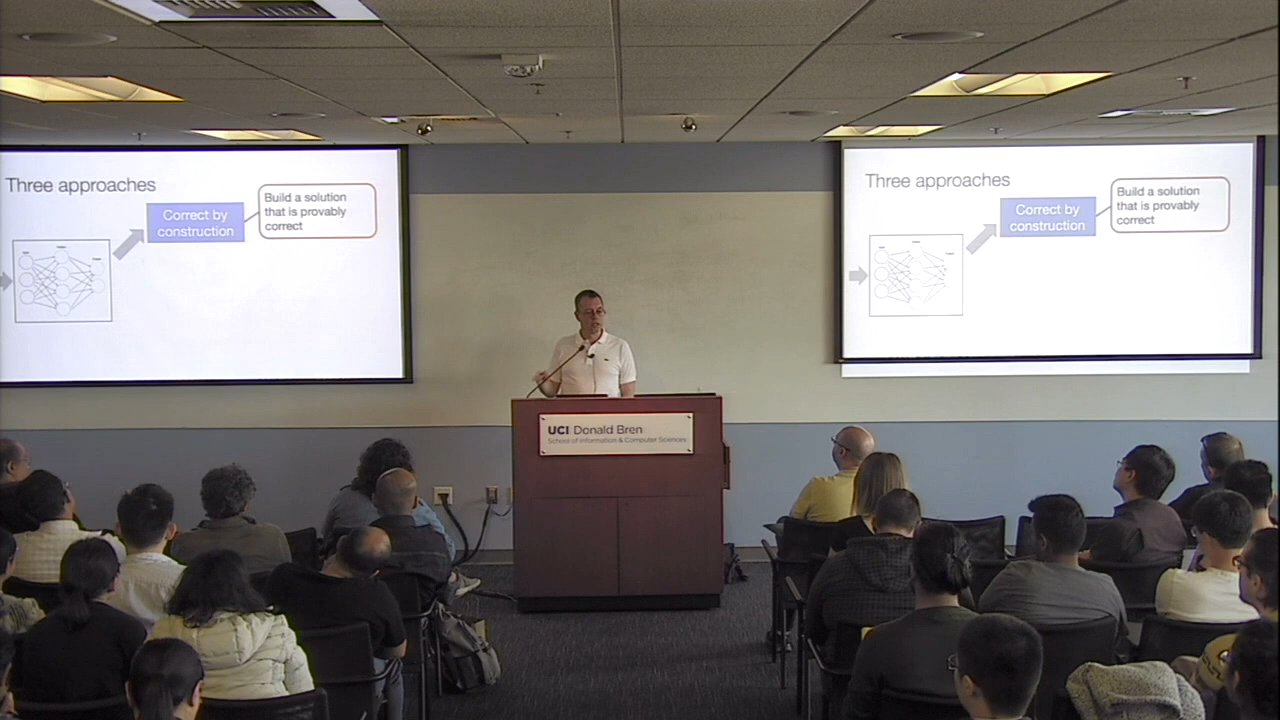 Three approaches
Correct by
construction
Build a solution
that is provably
correct
Three approaches
Correct by
construction
Build a solution
that is provably
correct
UCI Donald Bren
School of Information & Computer Sciences